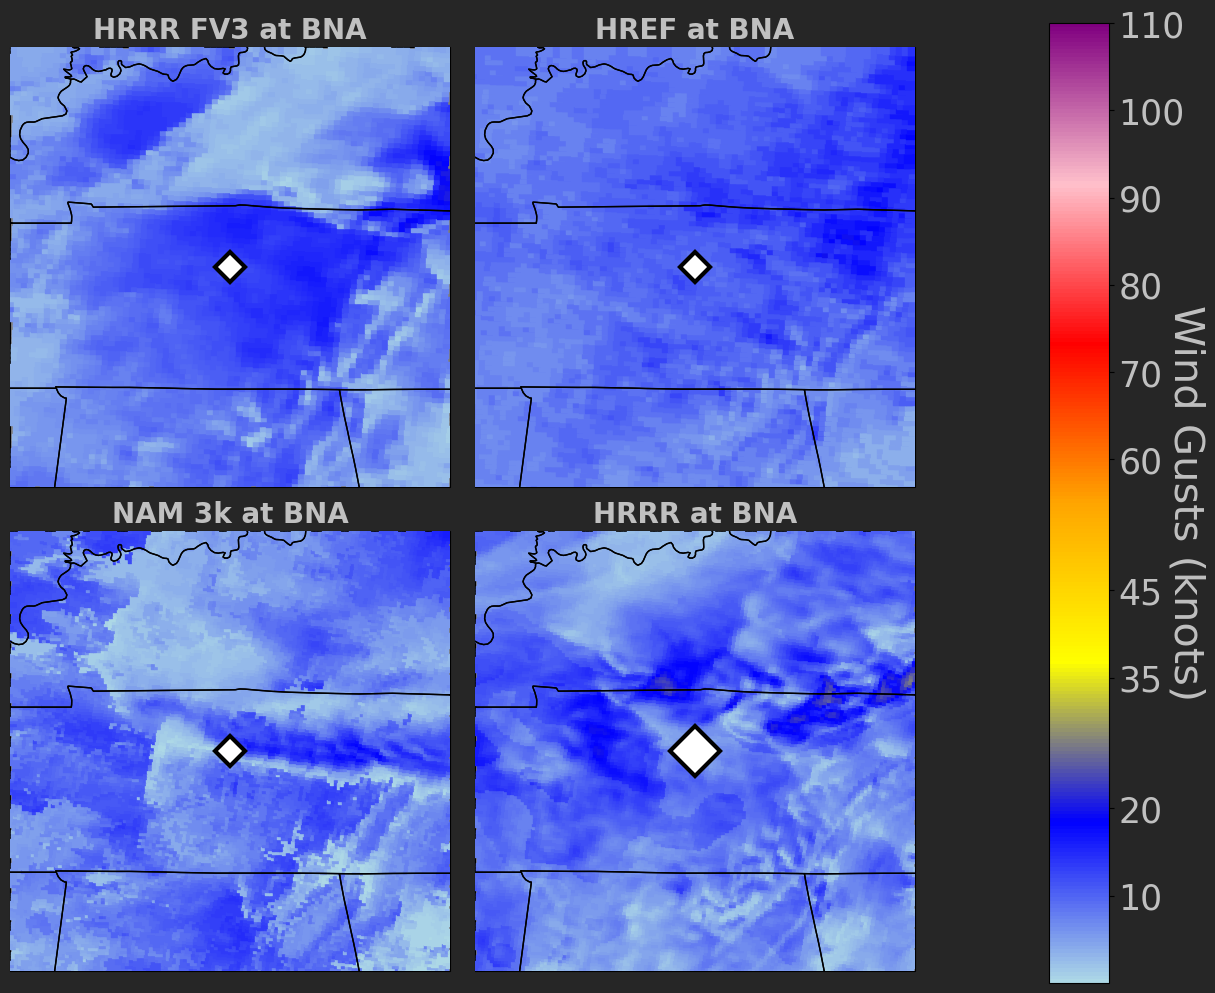 HRRR FV3 at BNA
HREF at BNA
NAM 3k at BNA
HRRR at BNA
110
100
90
80
70
60
45
35
20
10
Wind Gusts (knots)